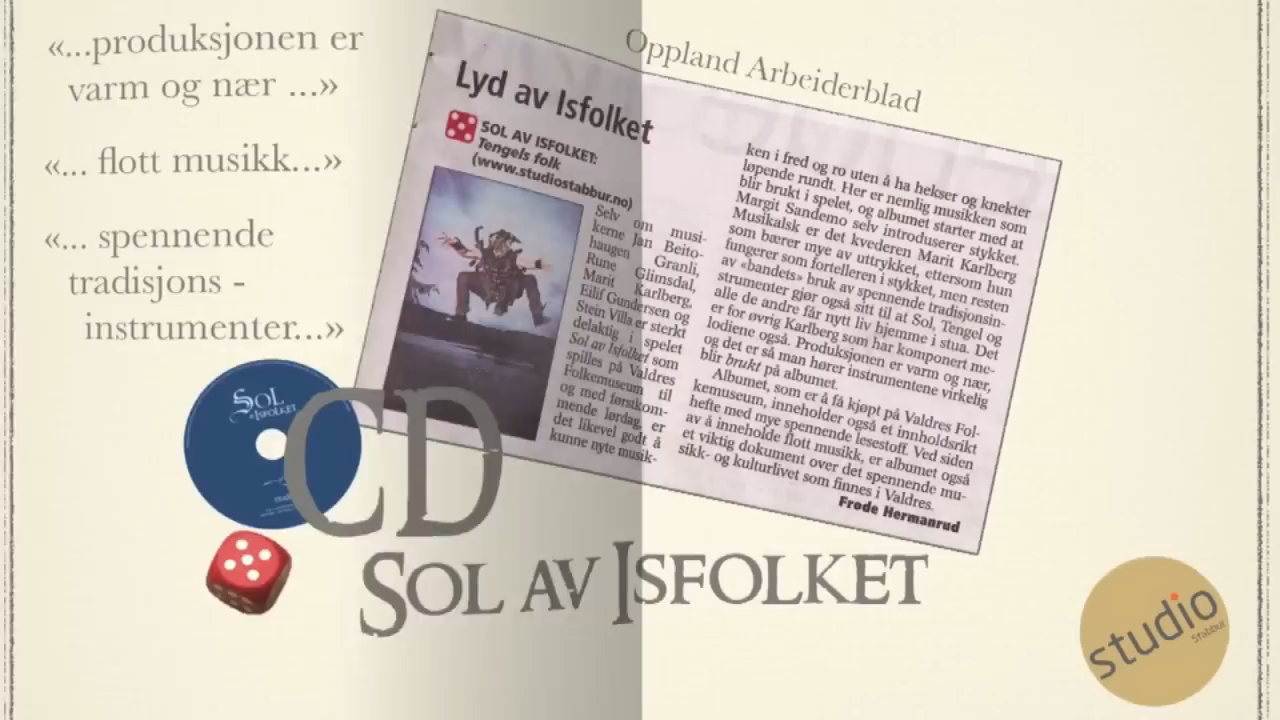 «...produksjonen er
varm og nær ...»
«... flott musikk...»
«... spennende
tradisjons -
instrumenter...»
Oppland Arbeiderblad
Lyd av Isfolket
SOL AV ISFOLKET:
Tengels folk
(www.studiostabbur.no)
Selv om musi-
kerne Jan Beito-
haugen Granli,
Rune Glimsdal,
Marit Karlberg,
Eilif Gundersen og
Stein Villa er sterkt
delaktig i spelet
Sol av Isfolket som
spilles på Valdres
Folkemuseum til
og med førstkom-
mende lørdag, er
det likevel godt å
kunne nyte musik-
ken i fred og ro uten å ha hekser og knekter
løpende rundt. Her er nemlig musikken som
blir brukt i spelet, og albumet starter med at
Margit Sandemo selv introduserer stykket.
Musikalsk er det kvederen Marit Karlberg
som bærer mye av uttrykket, ettersom hun
fungerer som fortelleren i stykket, men resten
av «bandets» bruk av spennende tradisjonsin-
strumenter gjør også sitt til at Sol, Tengel og
alle de andre får nytt liv hjemme i stua. Det
er for øvrig Karlberg som har komponert me-
lodiene også. Produksjonen er varm og nær,
og det er så man hører instrumentene virkelig
blir brukt på albumet.
Albumet, som er å få kjøpt på Valdres Fol-
kemuseum, inneholder også et innholdsrikt
hefte med mye spennende lesestoff. Ved siden
av å inneholde flott musikk, er albumet også
et viktig dokument over det spennende mu-
sikk- og kulturlivet som finnes i Valdres.
Frode Hermanrud
SOL
av ISFOLKET
CD
SOL AV ISFOLKET
studio
Stabbur